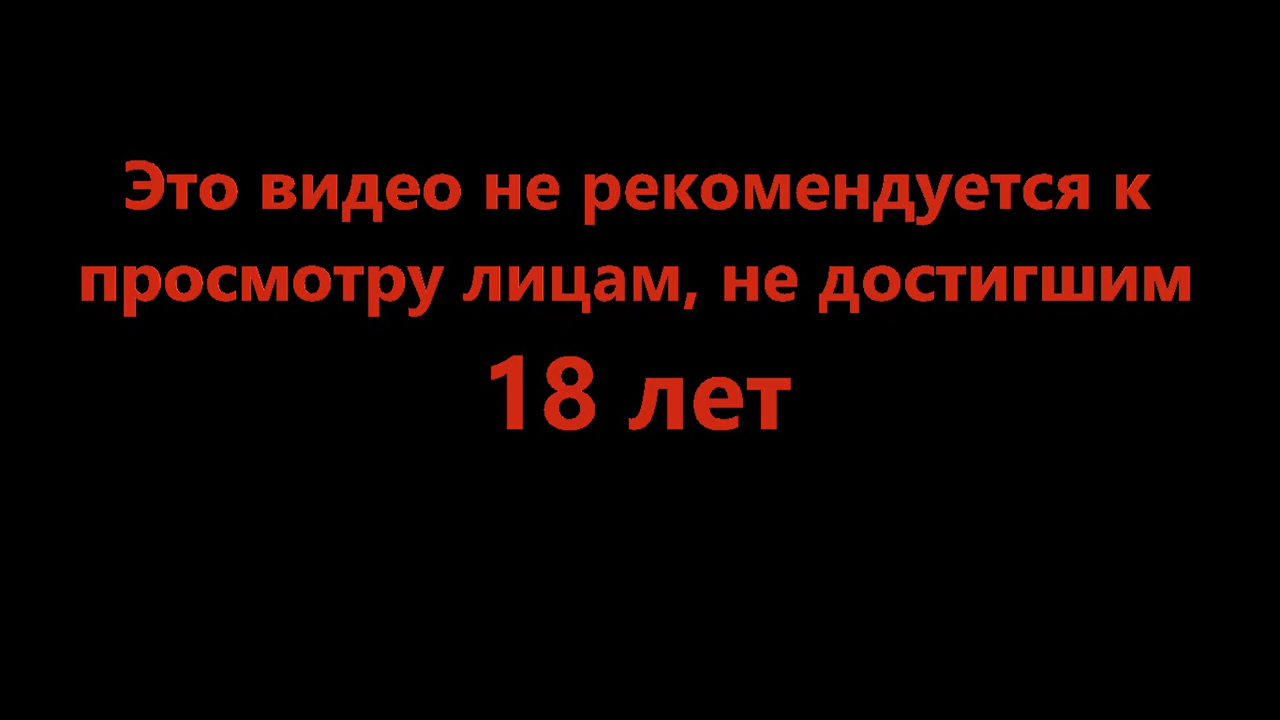 Это видео не рекомендуется к
просмотру лицам, не достигшим
18 лет